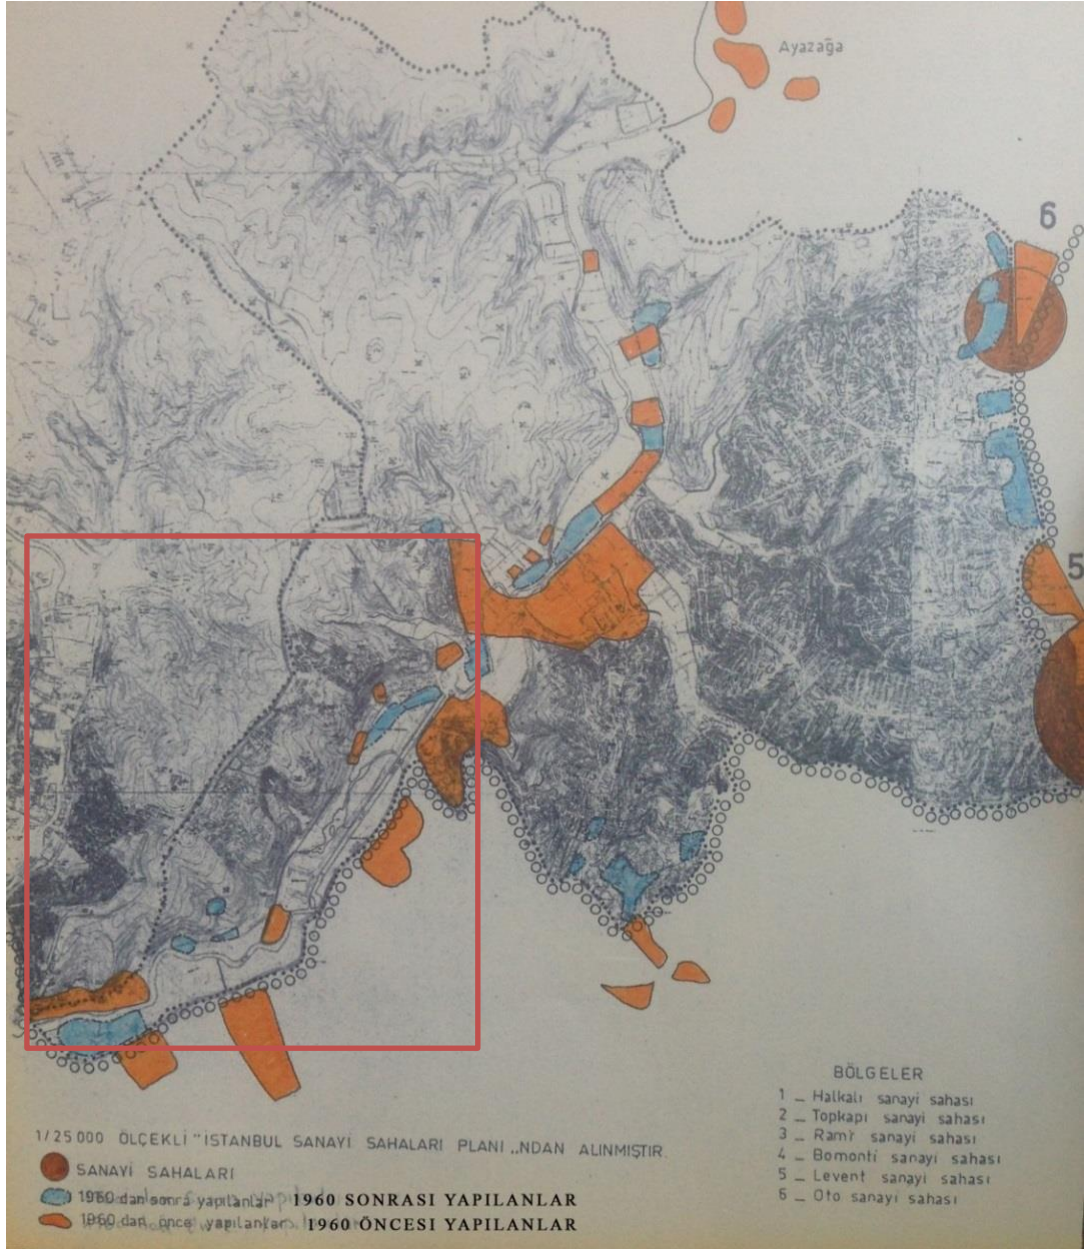 Ayazağa
6
5
BÖLGELER
1 _ Halkalı sanayi sahası
2 _ Topkapı sanayi sahası
3 _ Rami sanayi sahası
4 _ Bomonti sanayi sahası
5 _ Levent sanayi sahası
6 _ Oto sanayi sahası
1/25000 ÖLÇEKLİ "İSTANBUL SANAYİ SAHALARI PLANI„NDAN ALINMIŞTIR.
SANAYİ SAHALARI
1960 dan sonra yapılanlar 1960 SONRASI YAPILANLAR
1960 dan önce yapılanlar 1960 ÖNCESI YAPILANLAR